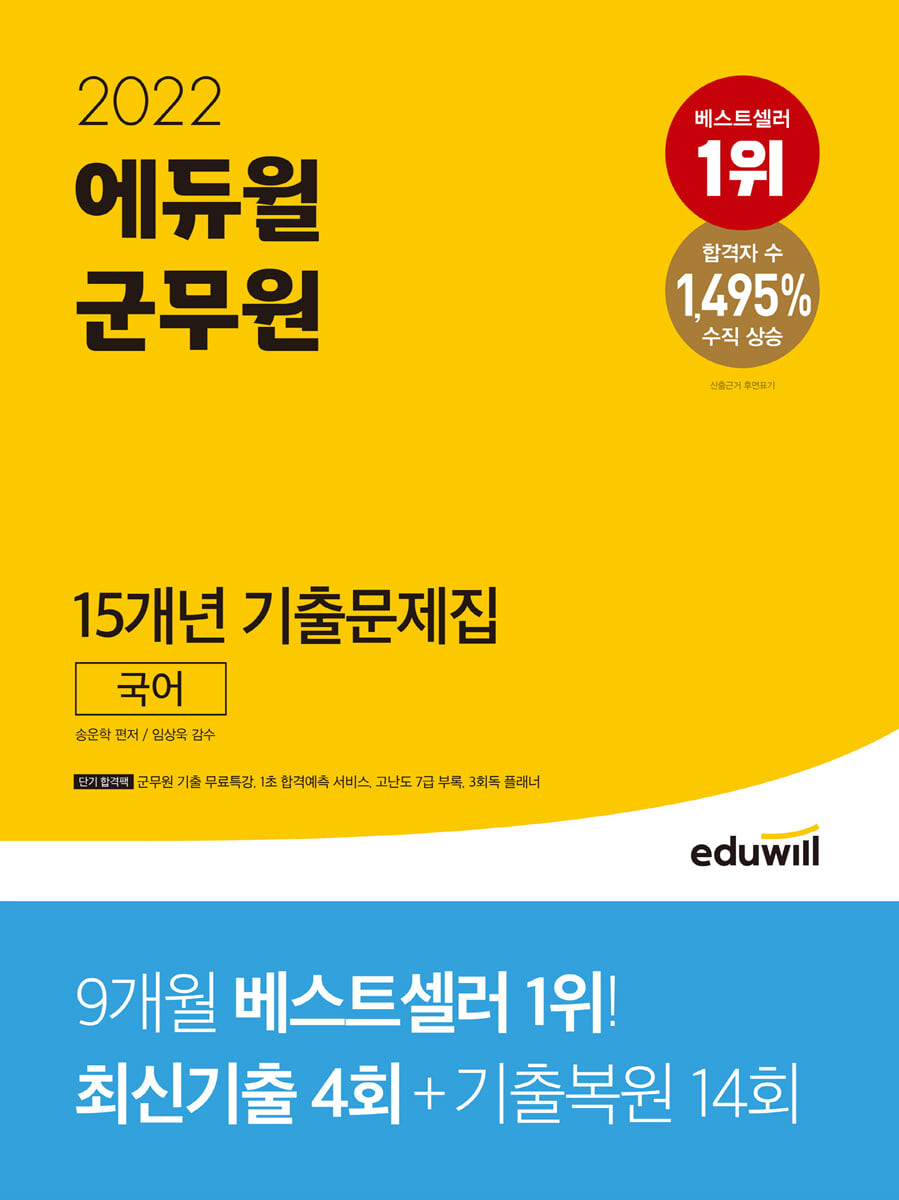 2022
에듀윌
군무원
베스트셀러
1위
합격자 수
1,495%
수직 상승
산출근거 후면표기
15개년 기출문제집
국어
송운학 편저 / 임상욱 감수
단기 합격팩 군무원 기출 무료특강, 1초 합격예측 서비스, 고난도 7급 부록, 3회독 플래너
eduwill
9개월 베스트셀러 1위!
최신기출 4회 + 기출복원 14회